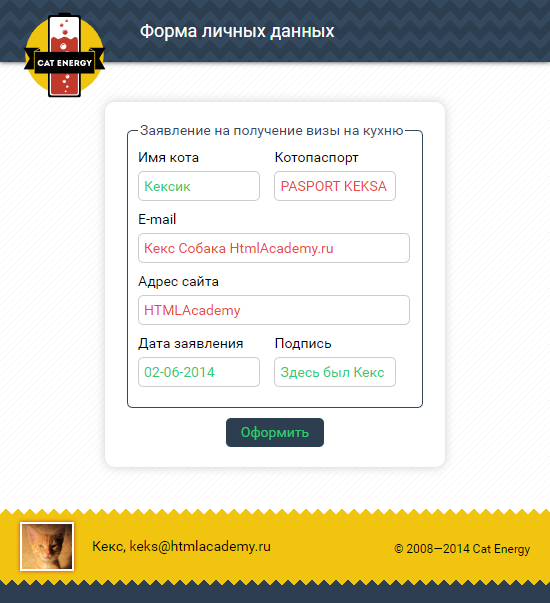 Форма личных данных
CAT ENERGY
Заявление на получение визы на кухню
Имя кота Котопаспорт
Кексик PASPORT KEKSA
E-mail
Кекс Собака HtmlAcademy.ru
Адрес сайта
HTMLAcademy
Дата заявления Подпись
02-06-2014 Здесь был Кекс
Оформить
Кекс, keks@htmlacademy.ru © 2008—2014 Cat Energy